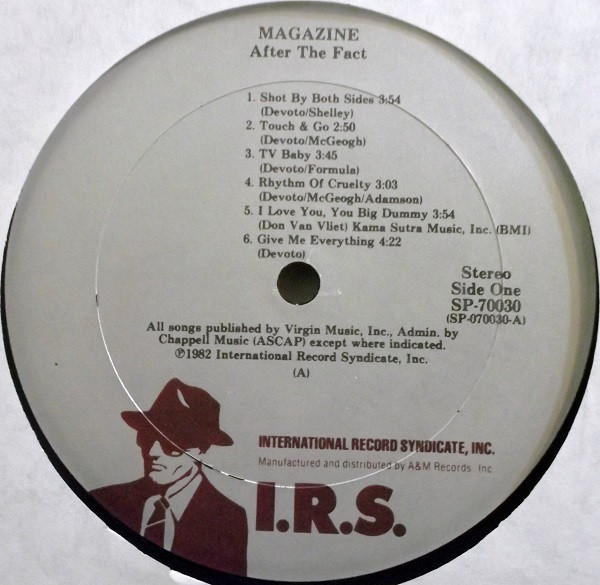 MAGAZINE
After The Fact
1. Shot By Both Sides 3:54
(Devoto/Shelley)
2. Touch & Go 2:50
(Devoto/McGeogh)
3. TV Baby 3:45
(Devoto/Formula)
4. Rhythm Of Cruelty 3:03
(Devoto/McGeogh/Adamson)
5. I Love You, You Big Dummy 3:54
(Don Van Vliet) Kama Sutra Music, Inc. (BMI)
6. Give Me Everything 4:22
(Devoto)
Stereo
Side One
SP-70030
(SP-070030-A)
All songs published by Virgin Music, Inc., Admin. by
Chappell Music (ASCAP) except where indicated.
℗1982 International Record Syndicate, Inc.
(A)
INTERNATIONAL RECORD SYNDICATE, INC.
Manufactured and distributed by A&M Records, Inc
I.R.S.